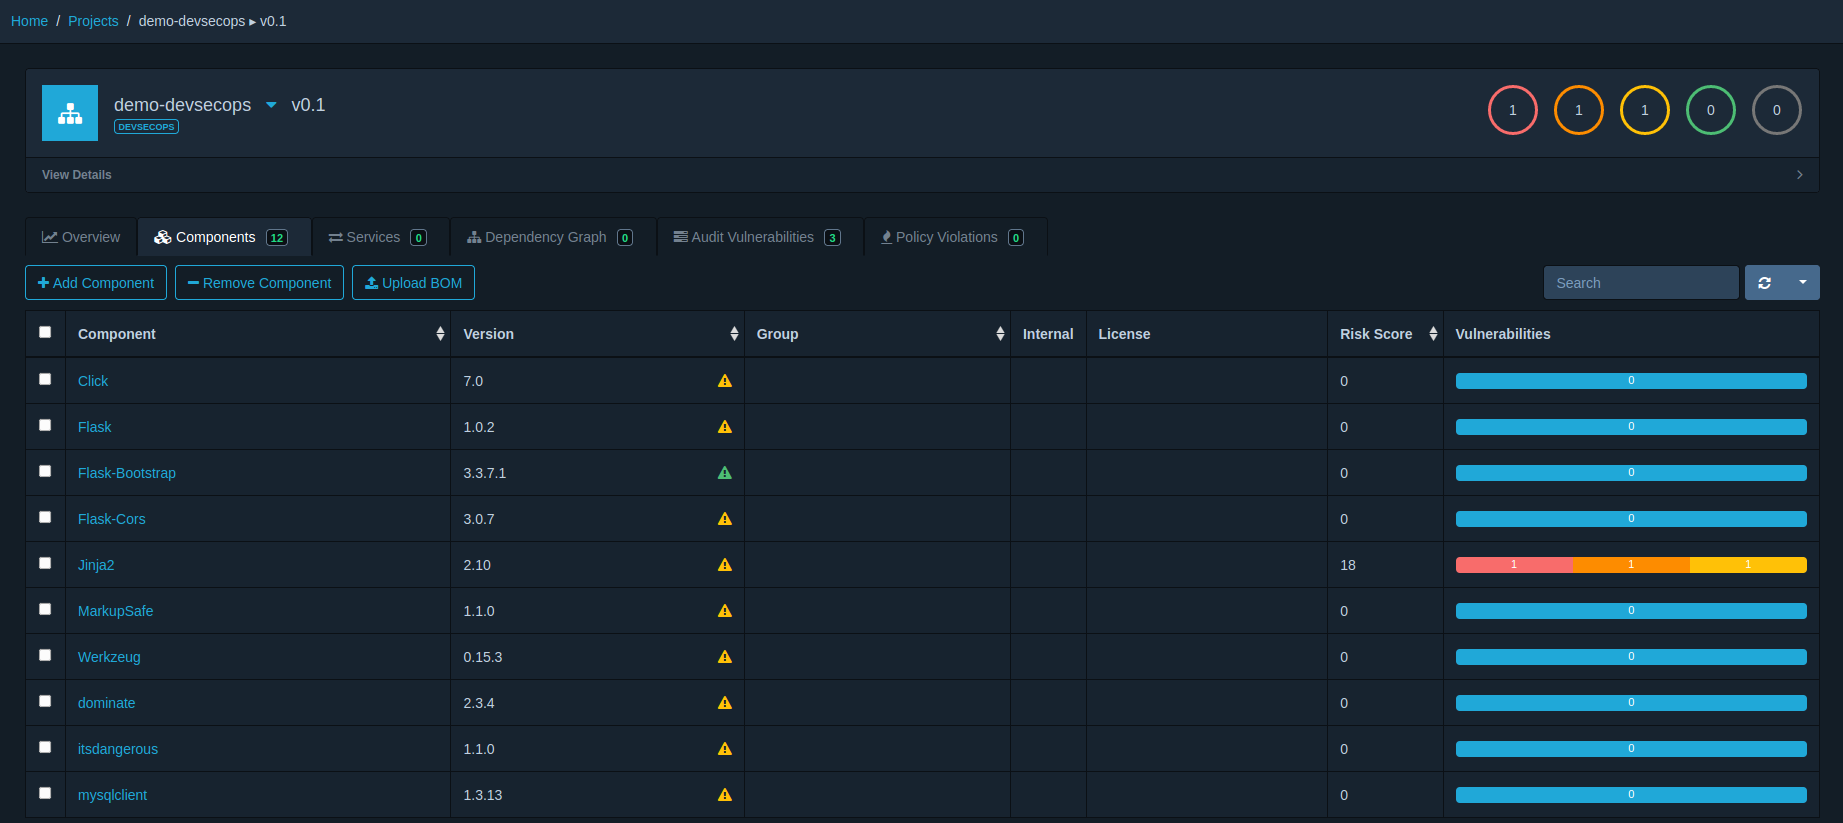 Home / Projects / demo-devsecops ▸ v0.1
demo-devsecops v0.1
DEVSECOPS
1 1 1 0 0
View Details
Overview Components 12 Services 0 Dependency Graph 0 Audit Vulnerabilities 3 Policy Violations 0
Add Component Remove Component Upload BOM Search
Component Version Group Internal License Risk Score Vulnerabilities
Click 7.0 0 0
Flask 1.0.2 0 0
Flask-Bootstrap 3.3.7.1 0 0
Flask-Cors 3.0.7 0 0
Jinja2 2.10 18 1 1 1
MarkupSafe 1.1.0 0 0
Werkzeug 0.15.3 0 0
dominate 2.3.4 0 0
itsdangerous 1.1.0 0 0
mysqlclient 1.3.13 0 0